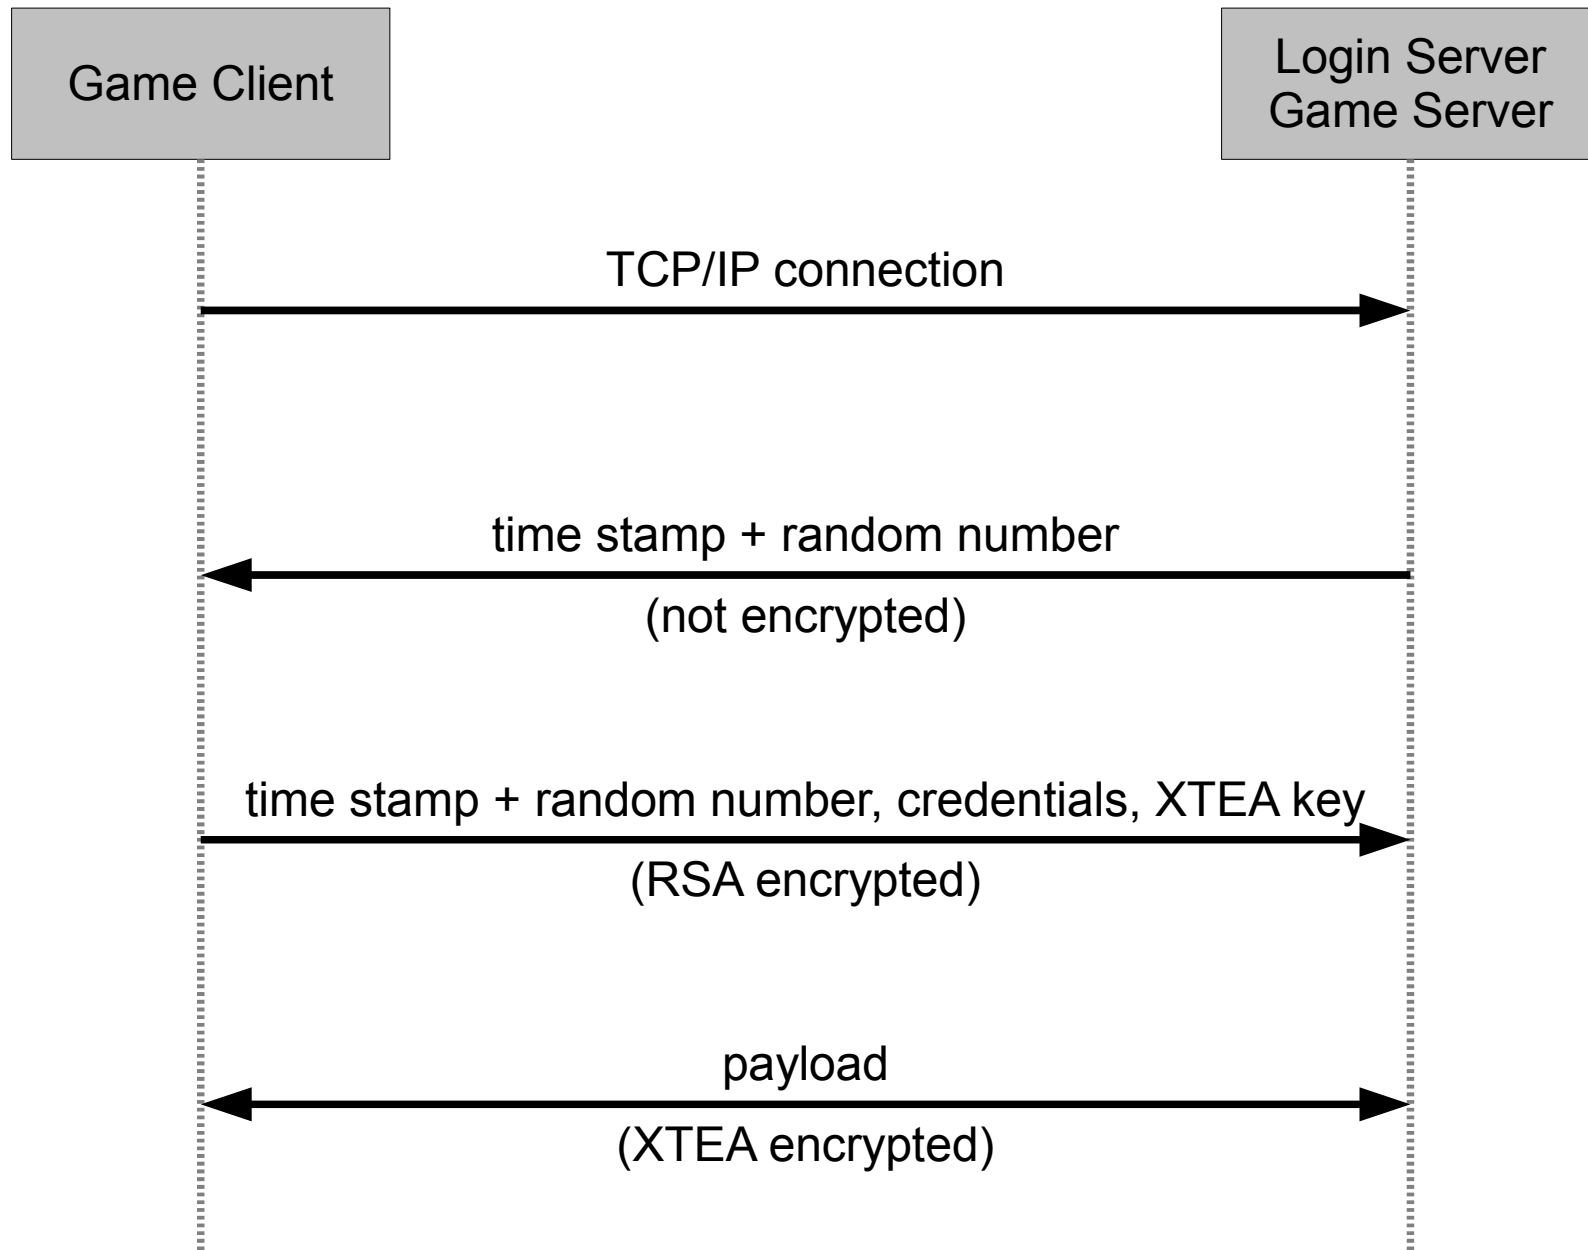 Game Client
Login Server
Game Server
TCP/IP connection
time stamp + random number
(not encrypted)
time stamp + random number, credentials, XTEA key
(RSA encrypted)
payload
(XTEA encrypted)